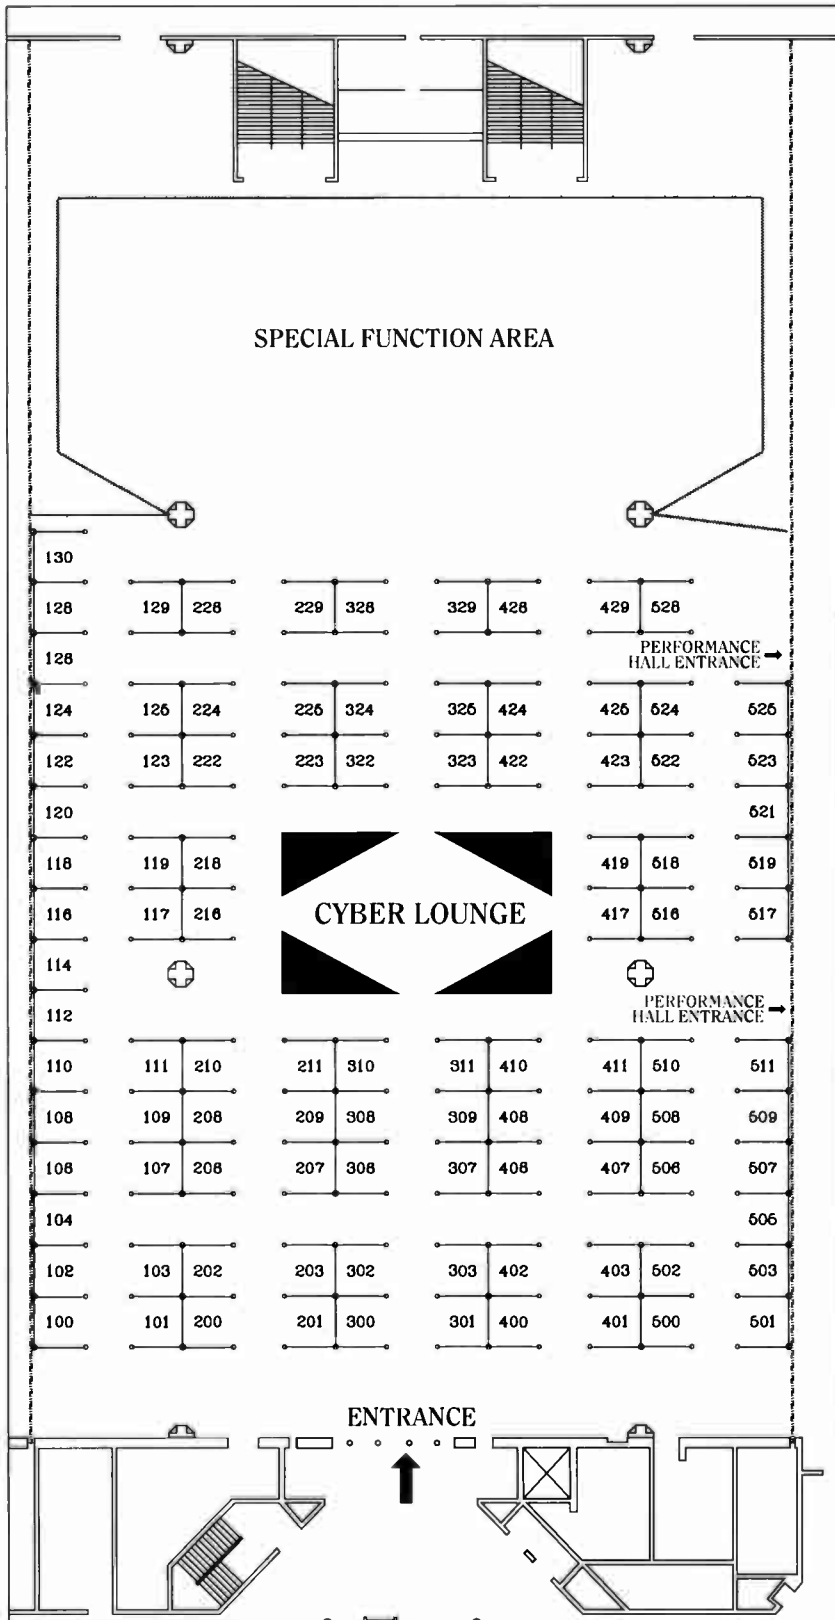 SPECIAL FUNCTION AREA
130
128 129 228 229 328 329 428 429 528
PERFORMANCE
HALL ENTRANCE
126
124 125 224 225 324 325 424 425 524 525
122 123 222 223 322 323 422 423 522 523
120 521
118 119 218 419 518 519
116 117 216 CYBER LOUNGE 417 516 517
114
PERFORMANCE
HALL ENTRANCE
112
110 111 210 211 310 311 410 411 510 511
108 109 208 209 308 309 408 409 508 509
106 107 206 207 306 307 406 407 506 507
104 505
102 103 202 203 302 303 402 403 502 503
100 101 200 201 300 301 400 401 500 501
ENTRANCE